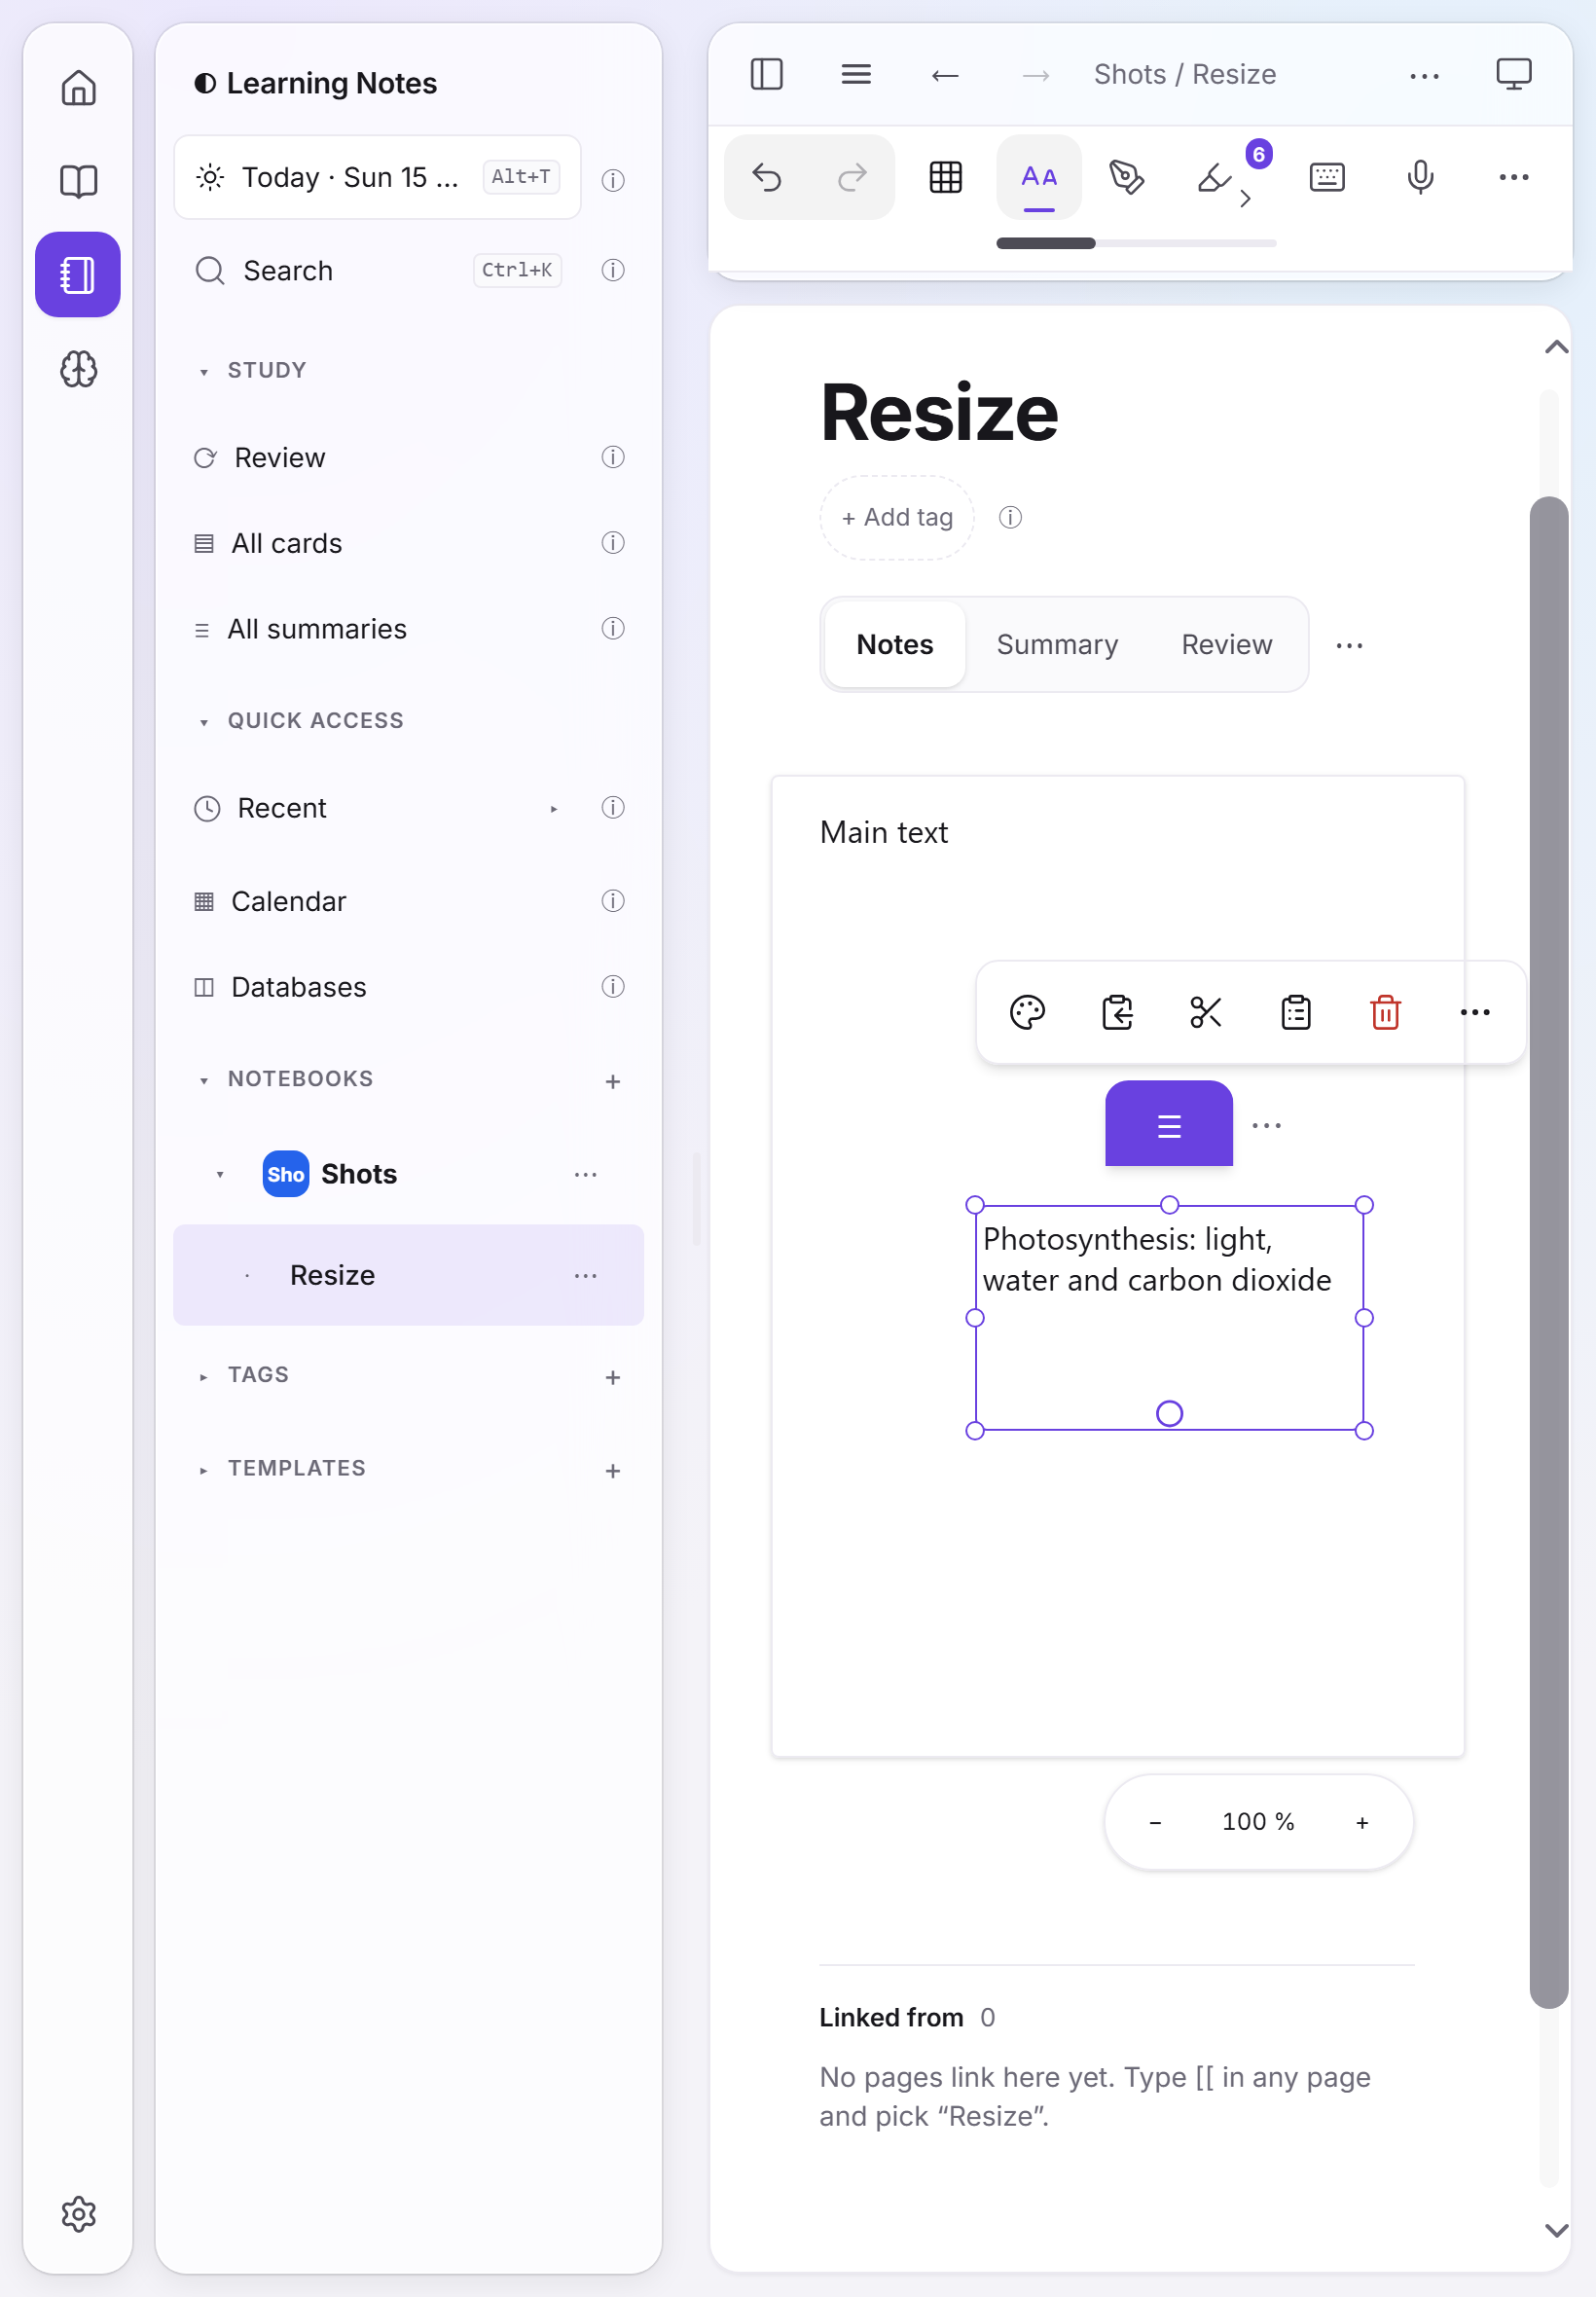 Learning Notes
Today · Sun 15 ... Alt+T
Search Ctrl+K
STUDY
Review
All cards
All summaries
QUICK ACCESS
Recent
Calendar
Databases
NOTEBOOKS
Sho Shots
Resize
TAGS
TEMPLATES
Shots / Resize
AA
6
Resize
+ Add tag
Notes Summary Review
Main text
Photosynthesis: light,
water and carbon dioxide
− 100 % +
Linked from 0
No pages link here yet. Type [[ in any page
and pick “Resize”.